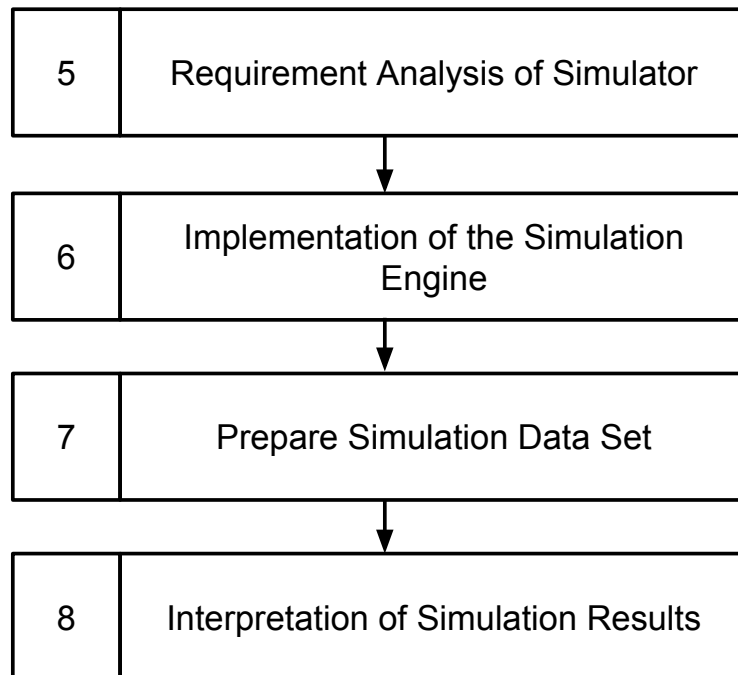 5
Requirement Analysis of Simulator
6
Implementation of the Simulation
Engine
7
Prepare Simulation Data Set
8
Interpretation of Simulation Results